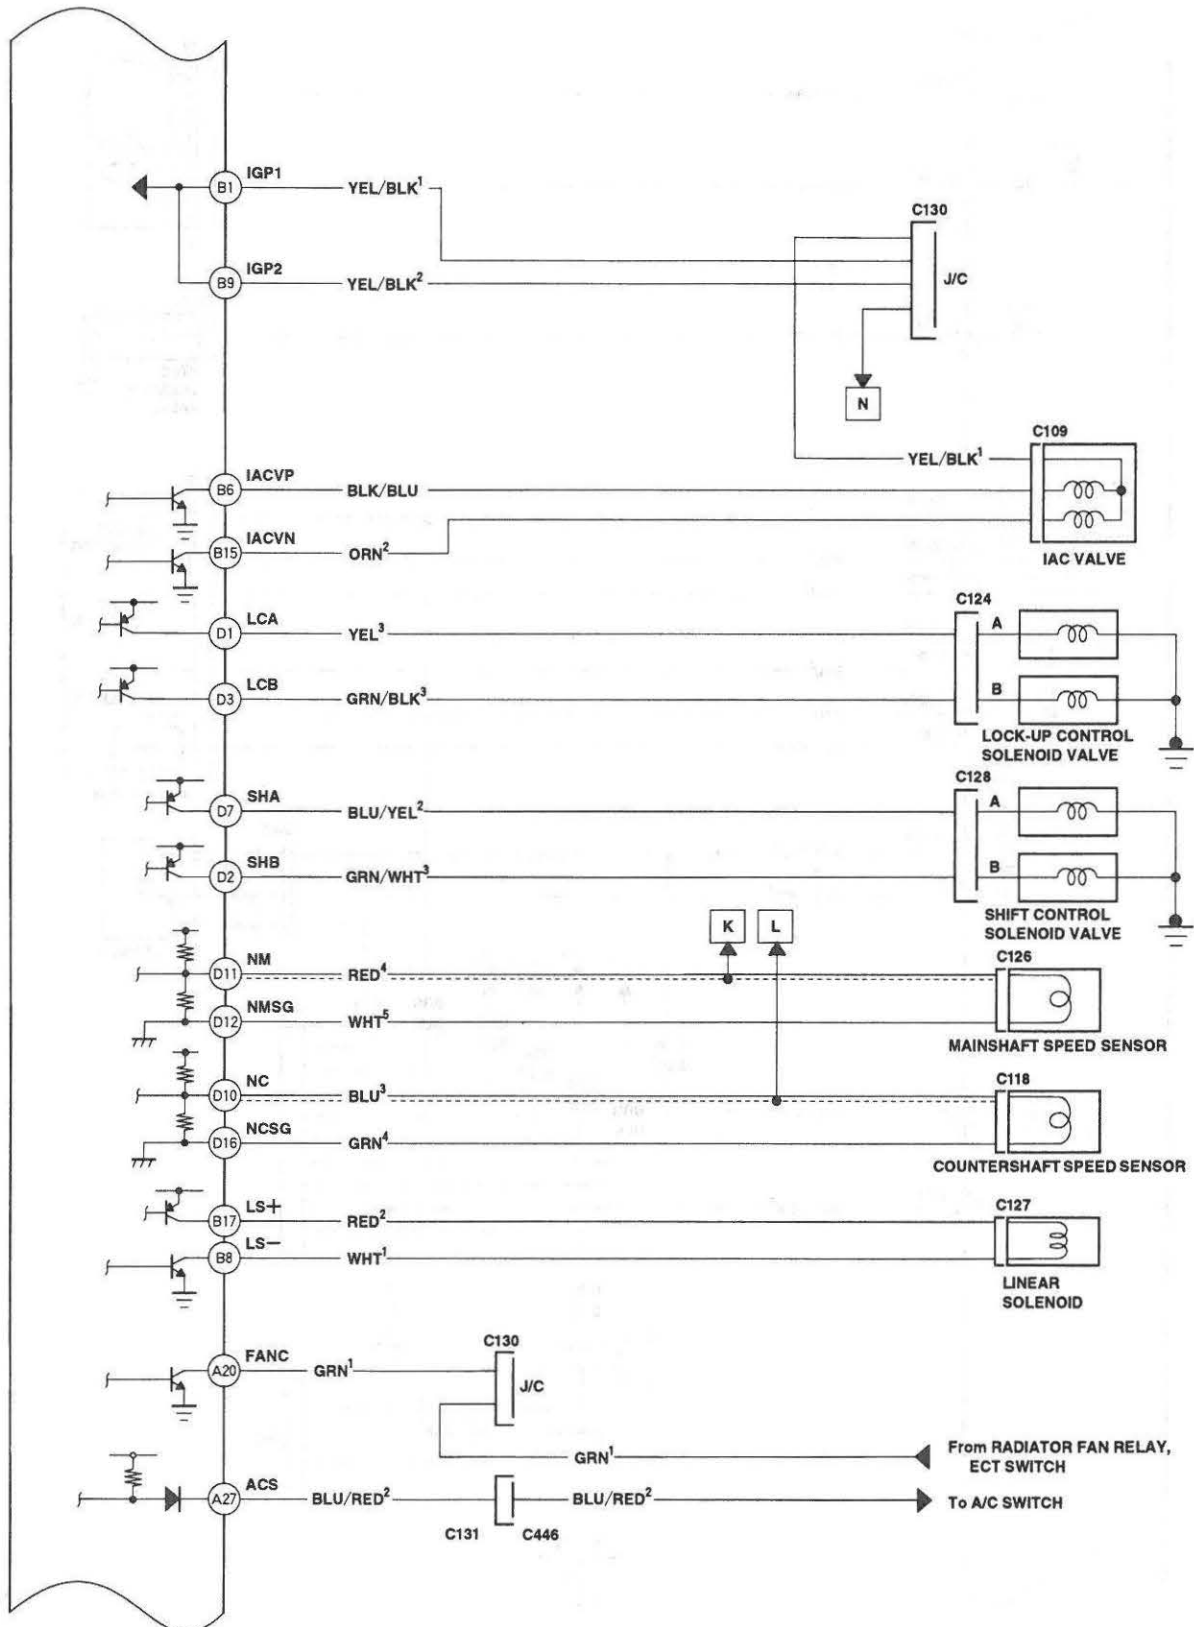 IGP1
B1
YEL/BLK¹
C130
IGP2
B9
YEL/BLK²
J/C
N
C109
YEL/BLK¹
IACVP
B6
BLK/BLU
IACVN
B15
ORN²
IAC VALVE
C124
LCA
D1
YEL³
A
LCB
D3
GRN/BLK³
B
LOCK-UP CONTROL
SOLENOID VALVE
C128
SHA
D7
BLU/YEL²
A
SHB
D2
GRN/WHT³
B
SHIFT CONTROL
SOLENOID VALVE
K
L
C126
NM
D11
RED⁴
NMSG
D12
WHT⁵
MAINSHAFT SPEED SENSOR
C118
NC
D10
BLU³
NCSG
D16
GRN⁴
COUNTERSHAFT SPEED SENSOR
C127
LS+
B17
RED²
LS−
B8
WHT¹
LINEAR
SOLENOID
C130
FANC
A20
GRN¹
J/C
GRN¹
From RADIATOR FAN RELAY,
ECT SWITCH
ACS
A27
BLU/RED²
BLU/RED²
To A/C SWITCH
C131
C446